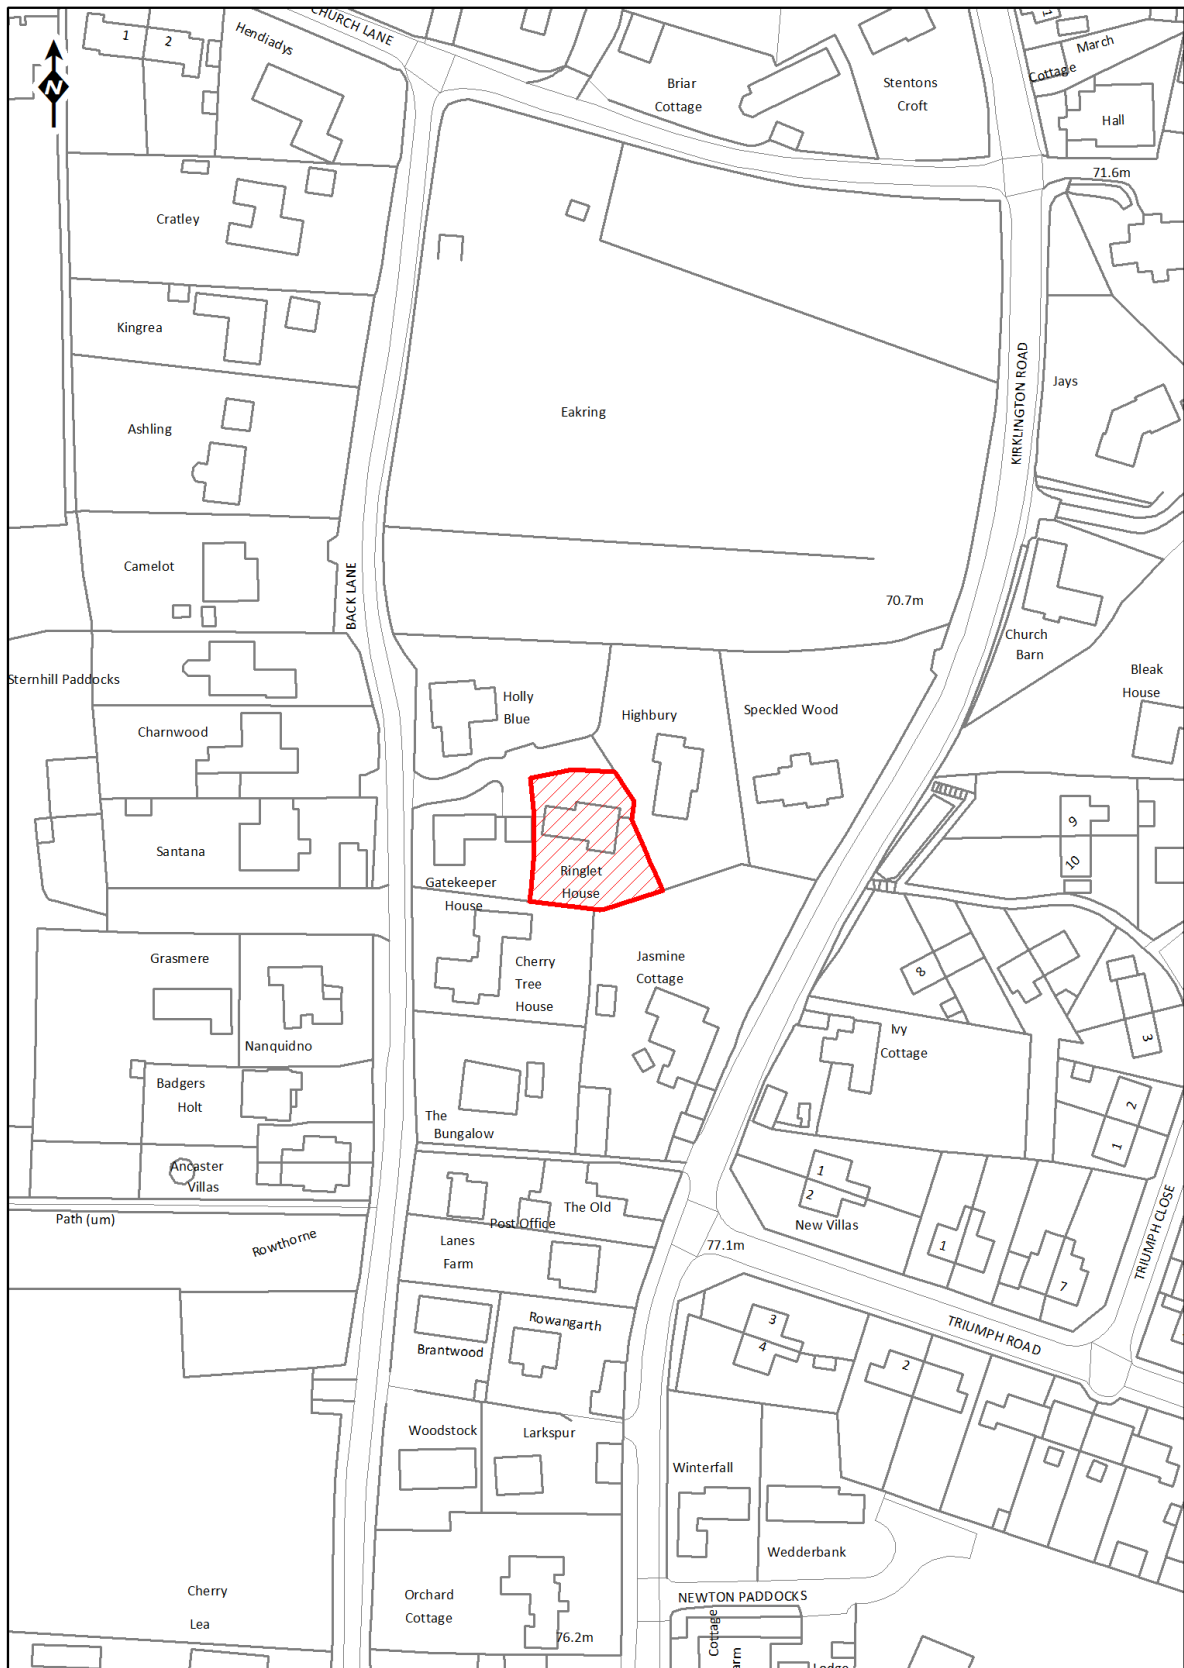 CHURCH LANE
1
2
Hendiadys
N
Briar
Cottage
Stentons
Croft
1
March
Cottage
Hall
71.6m
Cratley
Kingrea
Eakring
KIRKLINGTON ROAD
Jays
Ashling
Camelot
BACK LANE
70.7m
Church
Barn
Bleak
House
Sternhill Paddocks
Holly
Blue
Highbury
Speckled Wood
Charnwood
Santana
Gatekeeper
House
Ringlet
House
9
10
Grasmere
Cherry
Tree
House
Jasmine
Cottage
8
Ivy
Cottage
3
Nanquidno
Badgers
Holt
The
Bungalow
2
1
Ancaster
Villas
1
2
New Villas
Path (um)
Rowthorne
The Old
Post Office
Lanes
Farm
77.1m
1
7
TRIUMPH CLOSE
Rowangarth
Brantwood
3
4
TRIUMPH ROAD
2
Woodstock
Larkspur
Winterfall
Wedderbank
Cherry
Lea
Orchard
Cottage
76.2m
NEWTON PADDOCKS
Cottage
arm
Lodge